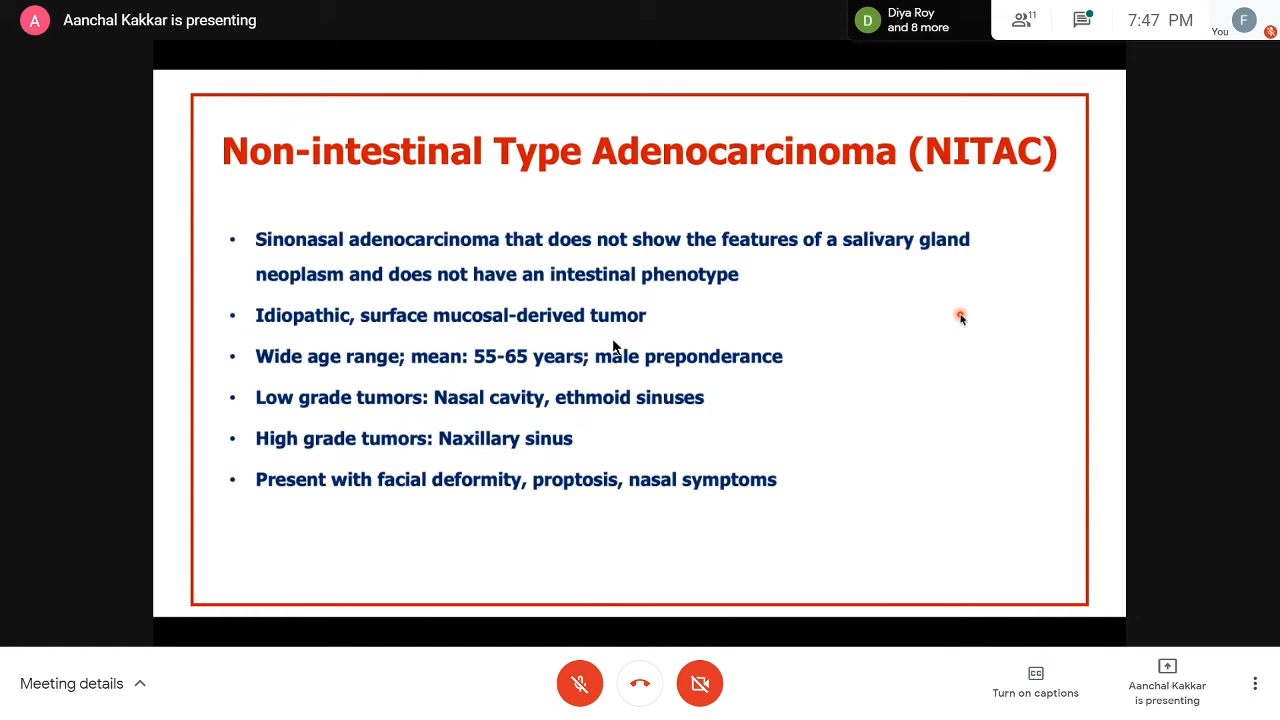 A Aanchal Kakkar is presenting
D Diya Roy
and 8 more
11
7:47 PM
You
F
Non-intestinal Type Adenocarcinoma (NITAC)
• Sinonasal adenocarcinoma that does not show the features of a salivary gland
neoplasm and does not have an intestinal phenotype
• Idiopathic, surface mucosal-derived tumor
• Wide age range; mean: 55-65 years; male preponderance
• Low grade tumors: Nasal cavity, ethmoid sinuses
• High grade tumors: Naxillary sinus
• Present with facial deformity, proptosis, nasal symptoms
Meeting details
CC
Turn on captions
Aanchal Kakkar
is presenting